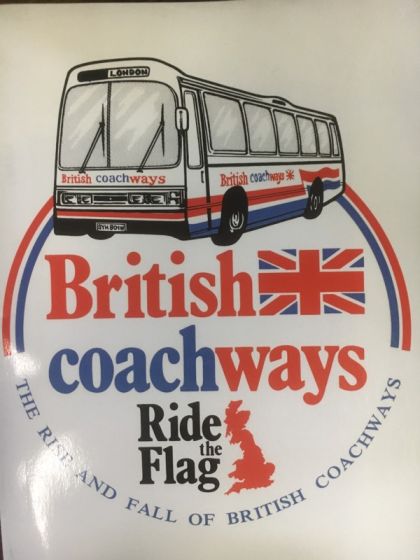 LONDON
British coachways
British coachways
British
coachways
Ride
the
Flag
THE RISE AND FALL OF BRITISH COACHWAYS